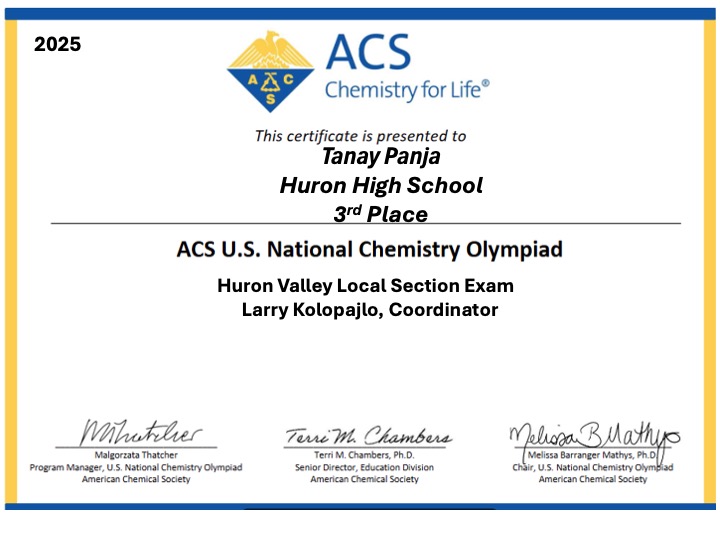 2025
ACS
Chemistry for Life®
A C S
This certificate is presented to
Tanay Panja
Huron High School
3rd Place
ACS U.S. National Chemistry Olympiad
Huron Valley Local Section Exam
Larry Kolopajlo, Coordinator
MThatcher
Terri M. Chambers
Melissa B Mathys
Malgorzata Thatcher
Terri M. Chambers, Ph.D.
Melissa Barranger Mathys, Ph.D.
Program Manager, U.S. National Chemistry Olympiad
Senior Director, Education Division
Chair, U.S. National Chemistry Olympiad
American Chemical Society
American Chemical Society
American Chemical Society